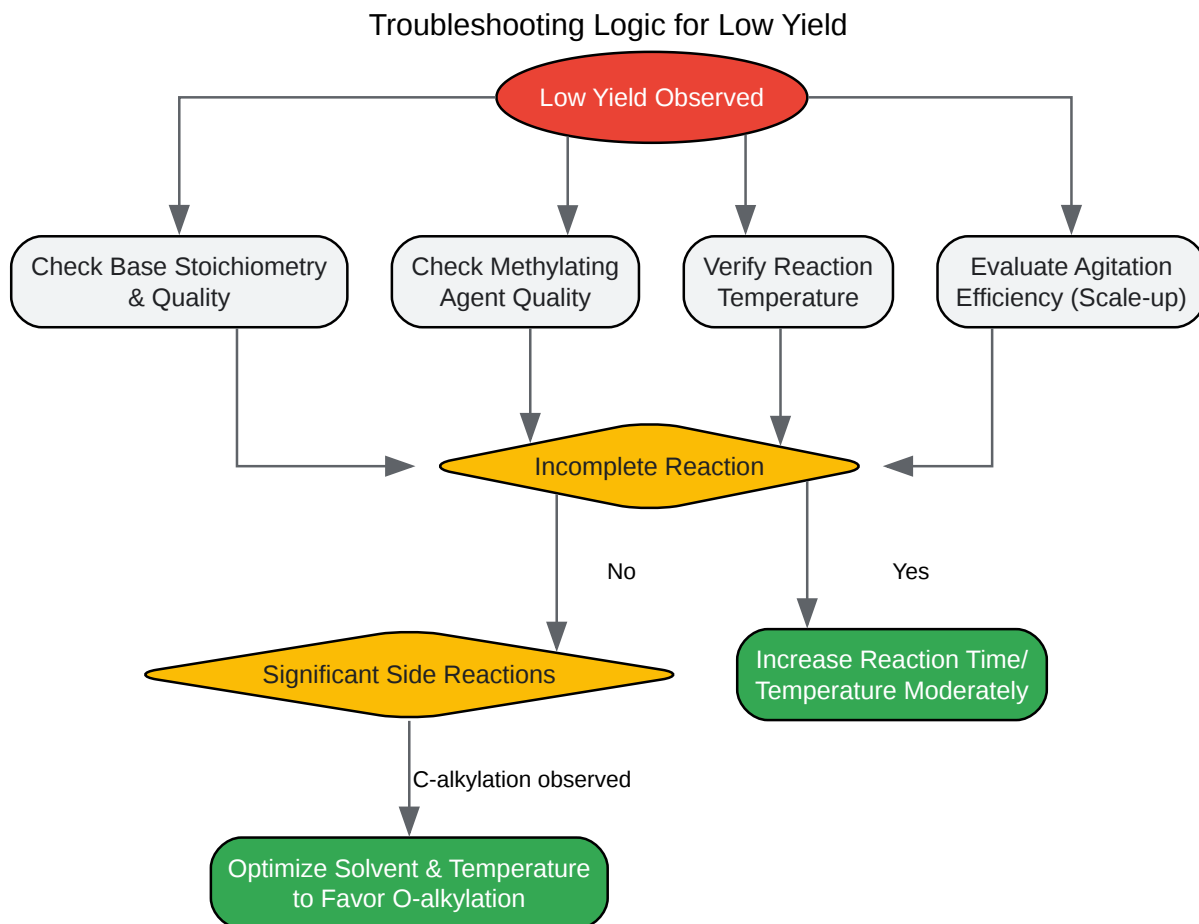 Troubleshooting Logic for Low Yield
Low Yield Observed
Check Base Stoichiometry
& Quality
Check Methylating
Agent Quality
Verify Reaction
Temperature
Evaluate Agitation
Efficiency (Scale-up)
Incomplete Reaction
No
Yes
Significant Side Reactions
Increase Reaction Time/
Temperature Moderately
C-alkylation observed
Optimize Solvent & Temperature
to Favor O-alkylation